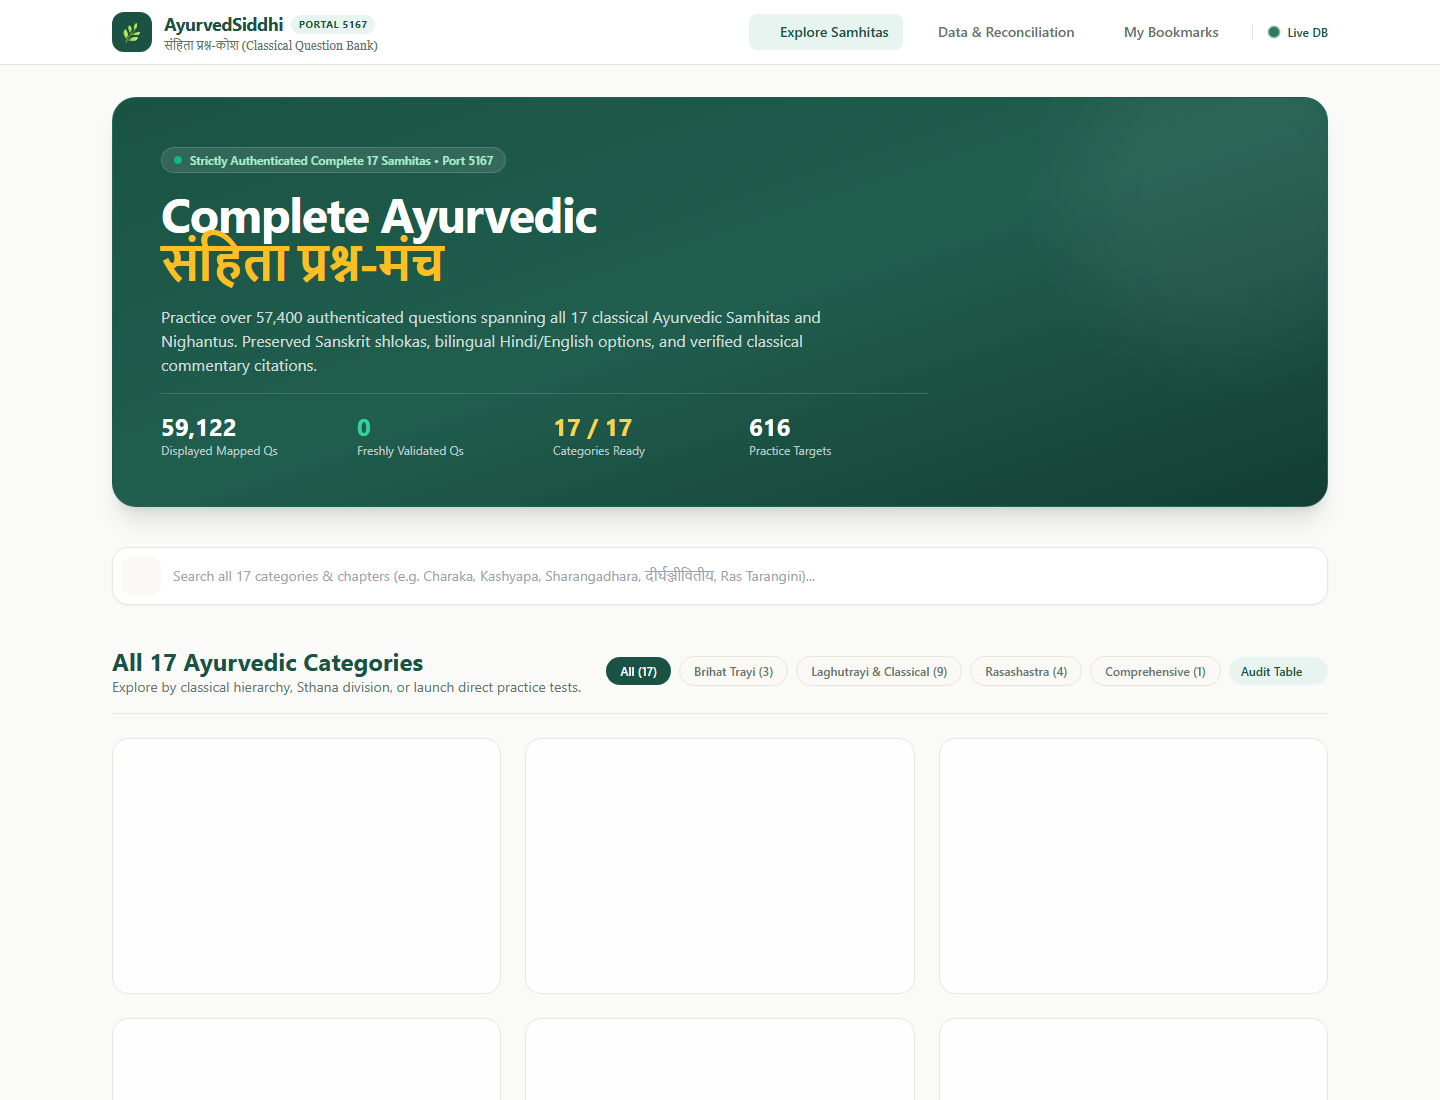 AyurvedSiddhi PORTAL 5167
संहिता प्रश्न-कोश (Classical Question Bank)
Explore Samhitas
Data & Reconciliation
My Bookmarks
Live DB
Strictly Authenticated Complete 17 Samhitas • Port 5167
Complete Ayurvedic
संहिता प्रश्न-मंच
Practice over 57,400 authenticated questions spanning all 17 classical Ayurvedic Samhitas and
Nighantus. Preserved Sanskrit shlokas, bilingual Hindi/English options, and verified classical
commentary citations.
59,122
Displayed Mapped Qs
0
Freshly Validated Qs
17 / 17
Categories Ready
616
Practice Targets
Search all 17 categories & chapters (e.g. Charaka, Kashyapa, Sharangadhara, दीर्घञ्जीवितीय, Ras Tarangini)...
All 17 Ayurvedic Categories
Explore by classical hierarchy, Sthana division, or launch direct practice tests.
All (17)
Brihat Trayi (3)
Laghutrayi & Classical (9)
Rasashastra (4)
Comprehensive (1)
Audit Table